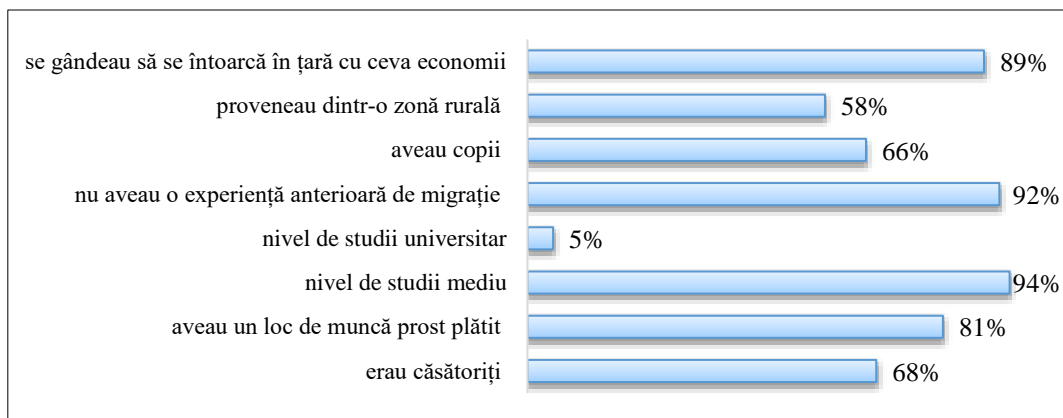 se gândeau să se întoarcă în țară cu ceva economii 89%
proveneau dintr-o zonă rurală 58%
aveau copii 66%
nu aveau o experiență anterioară de migrație 92%
nivel de studii universitar 5%
nivel de studii mediu 94%
aveau un loc de muncă prost plătit 81%
erau căsătoriți 68%